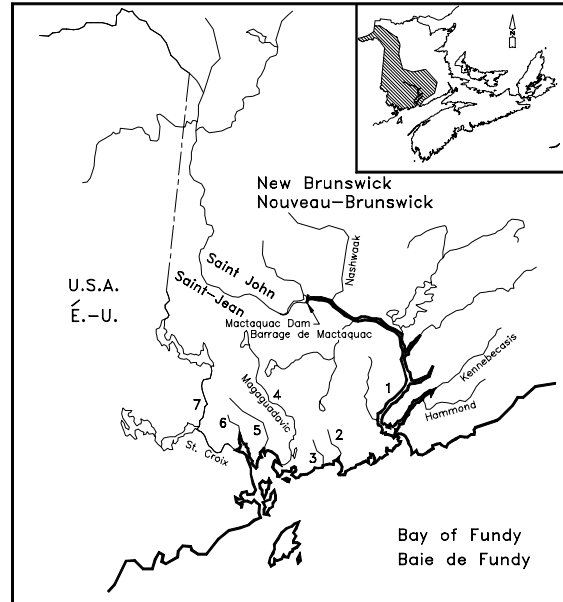 N
New Brunswick
Nouveau-Brunswick
Nashwaak
U.S.A.
É.-U.
Saint John
Saint-Jean
Mactaquac Dam
Barrage de Mactaquac
Kennebecasis
Hammond
Magaguadavic
St. Croix
1
2
3
4
5
6
7
Bay of Fundy
Baie de Fundy